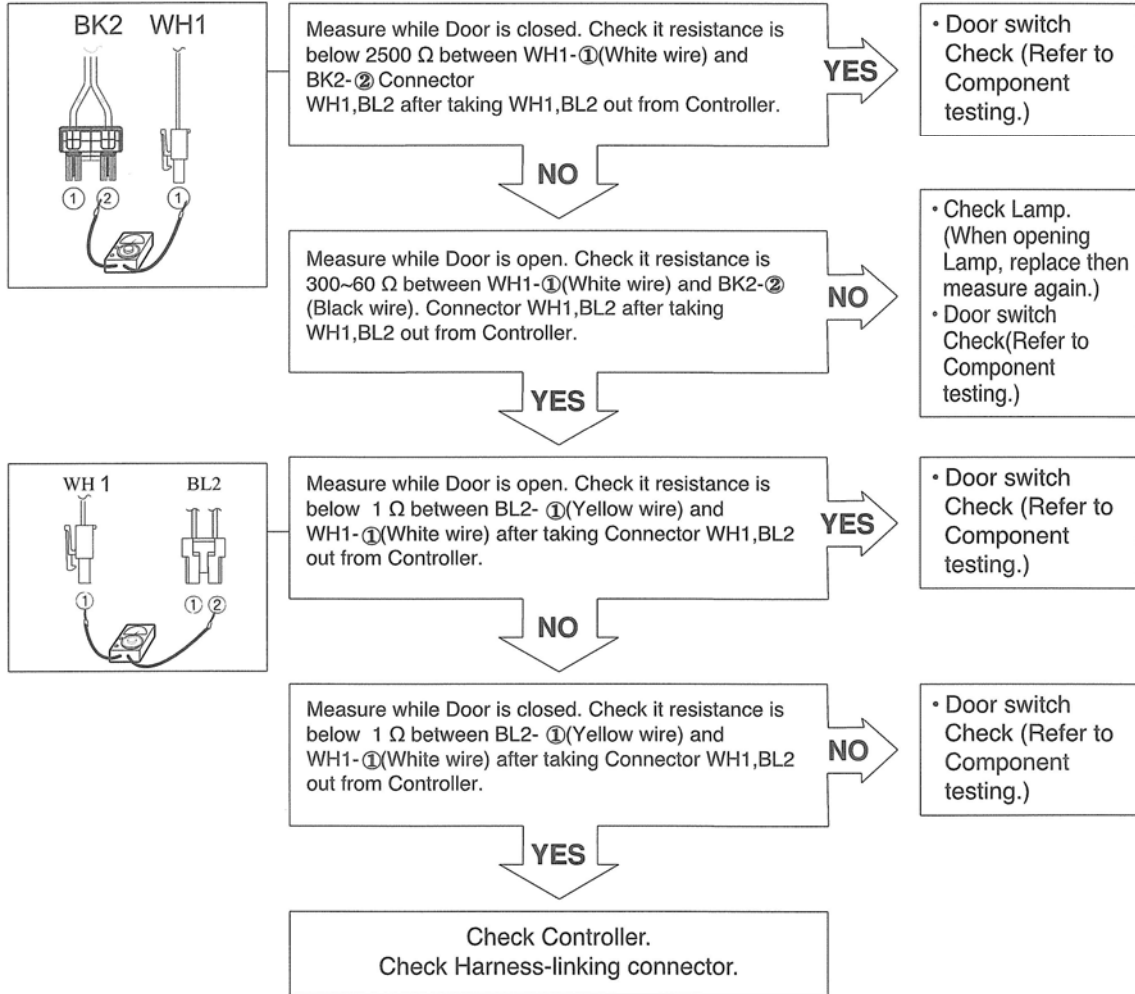 BK2 WH1
① ② ①
Measure while Door is closed. Check it resistance is
below 2500 Ω between WH1-①(White wire) and
BK2-② Connector
WH1,BL2 after taking WH1,BL2 out from Controller.
YES
• Door switch
Check (Refer to
Component
testing.)
NO
Measure while Door is open. Check it resistance is
300~60 Ω between WH1-①(White wire) and BK2-②
(Black wire). Connector WH1,BL2 after taking
WH1,BL2 out from Controller.
NO
• Check Lamp.
(When opening
Lamp, replace then
measure again.)
• Door switch
Check(Refer to
Component
testing.)
YES
WH 1 BL2
① ① ②
Measure while Door is open. Check it resistance is
below 1 Ω between BL2- ①(Yellow wire) and
WH1-①(White wire) after taking Connector WH1,BL2
out from Controller.
YES
• Door switch
Check (Refer to
Component
testing.)
NO
Measure while Door is closed. Check it resistance is
below 1 Ω between BL2- ①(Yellow wire) and
WH1-①(White wire) after taking Connector WH1,BL2
out from Controller.
NO
• Door switch
Check (Refer to
Component
testing.)
YES
Check Controller.
Check Harness-linking connector.